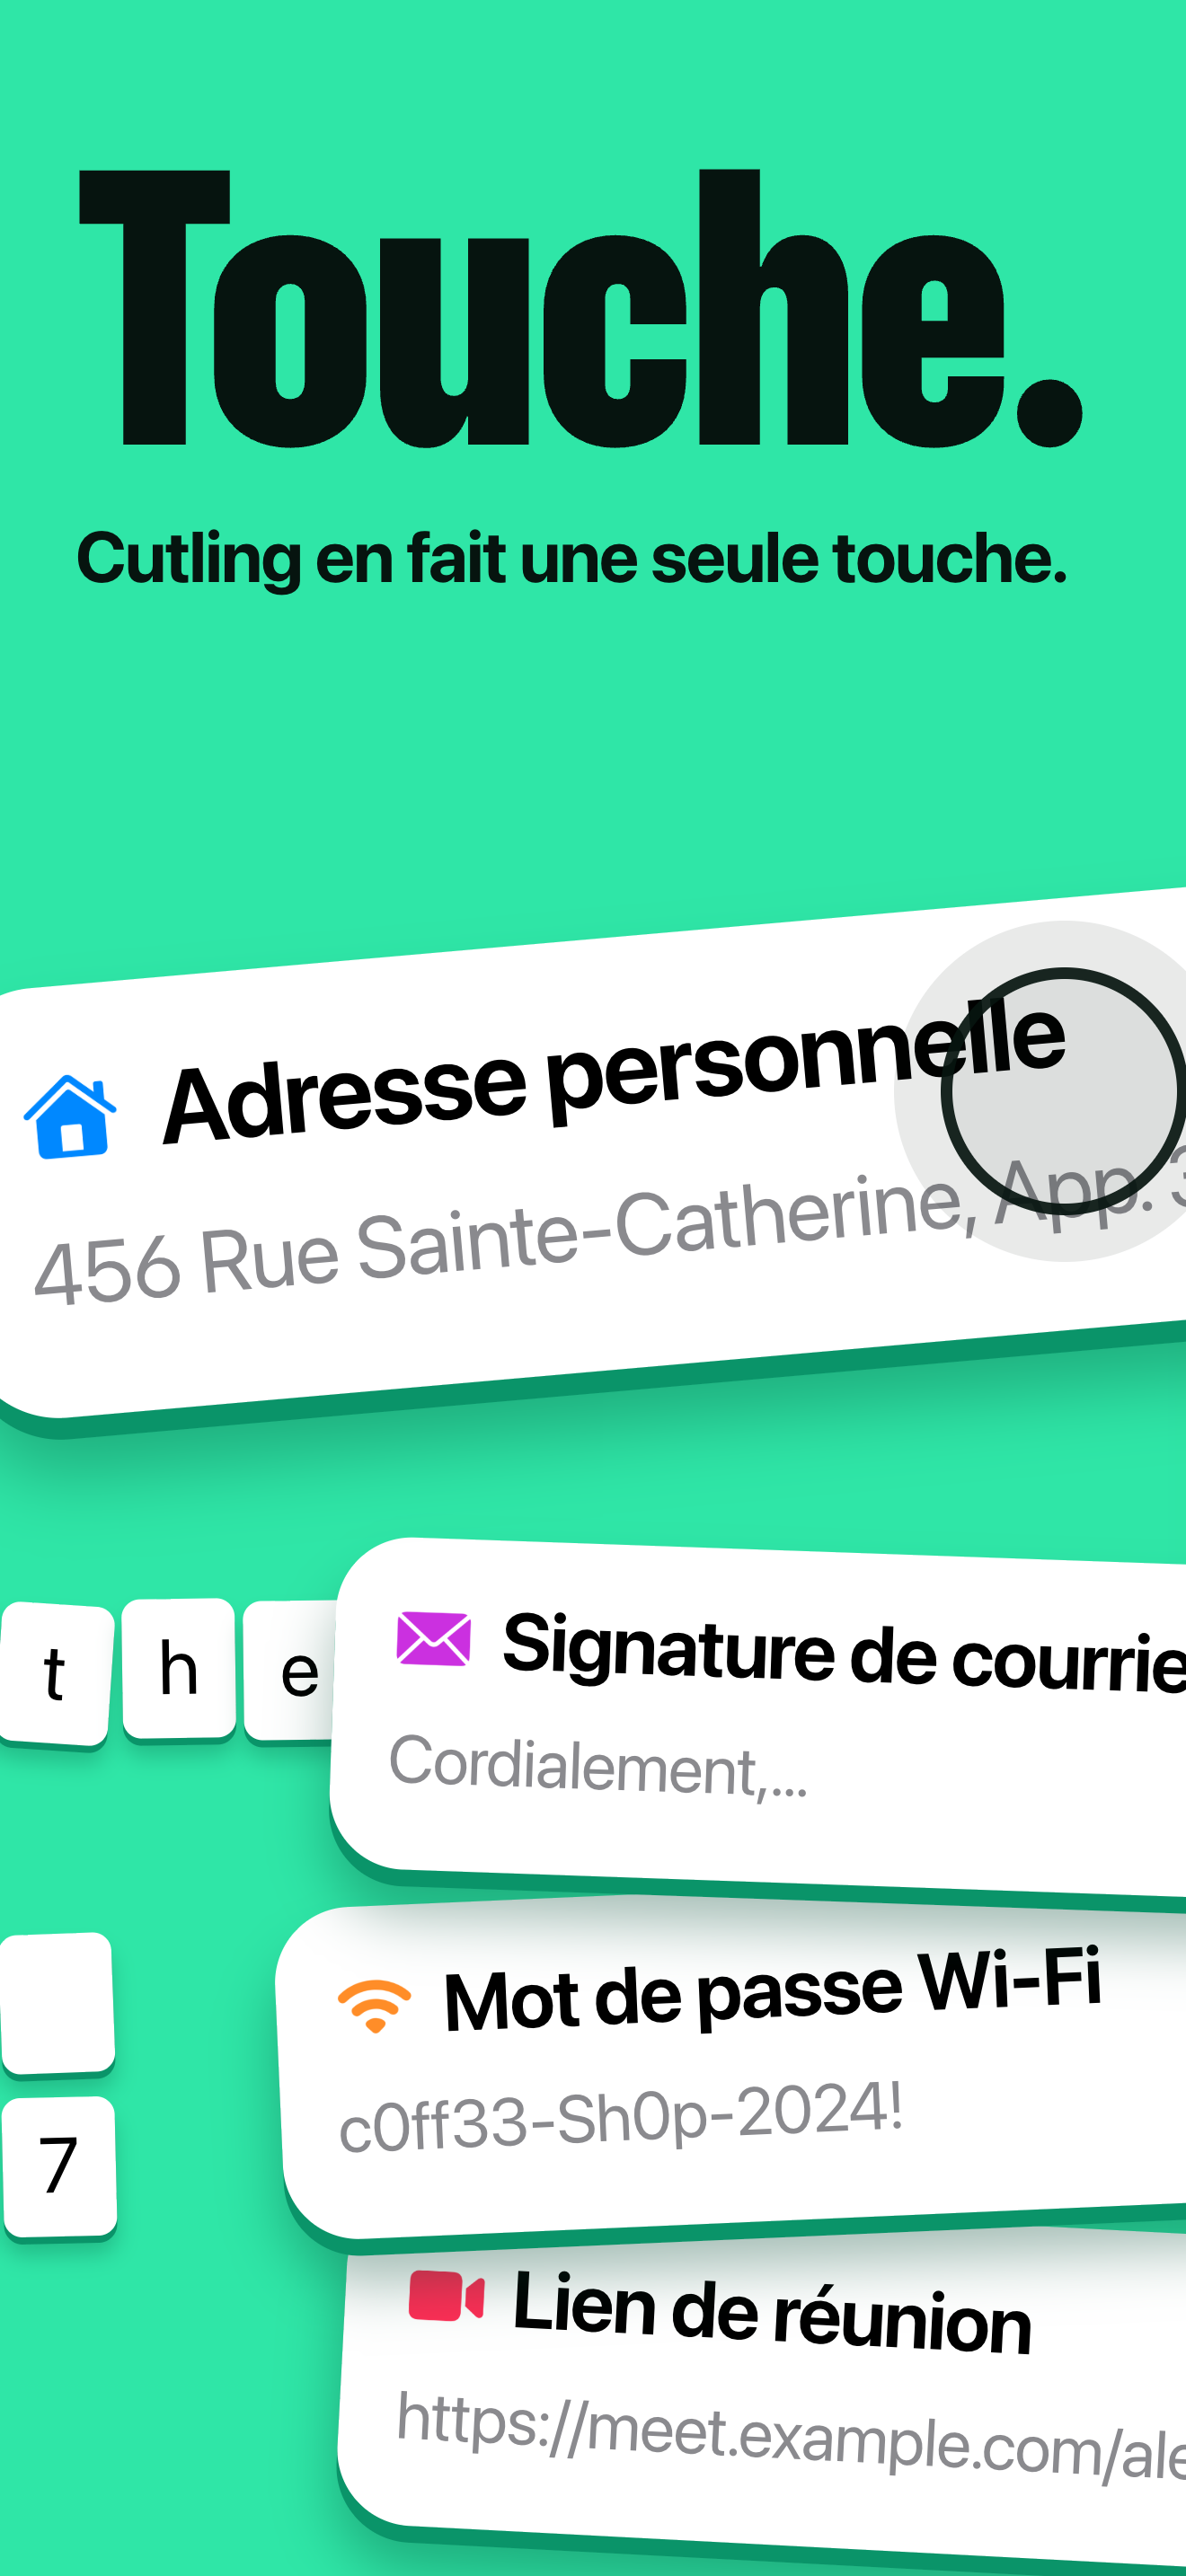 Touche.
Cutling en fait une seule touche.
Adresse personnelle
456 Rue Sainte-Catherine, App.
t h e
Signature de courrie
Cordialement,...
Mot de passe Wi-Fi
c0ff33-Sh0p-2024!
7
Lien de réunion
https://meet.example.com/ale